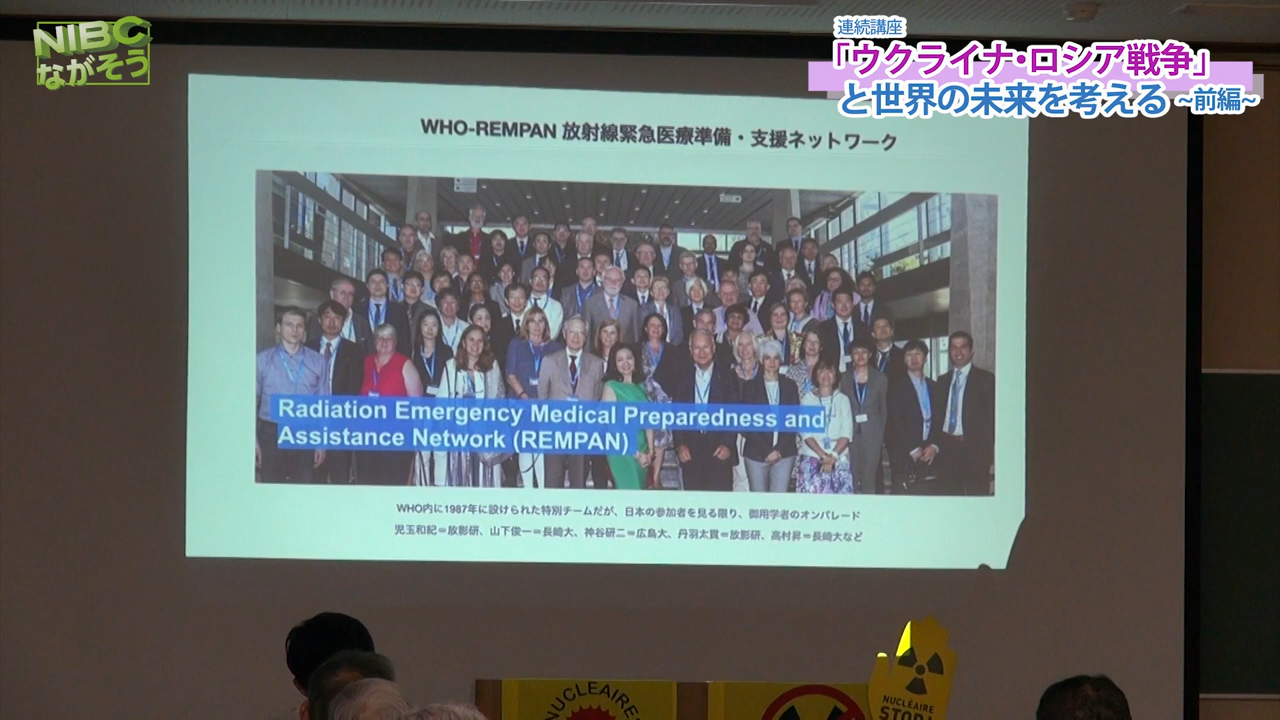 NIBC
ながそう
連続講座
「ウクライナ・ロシア戦争」
と世界の未来を考える ~前編~
WHO-REMPAN 放射線緊急医療準備・支援ネットワーク
Radiation Emergency Medical Preparedness and
Assistance Network (REMPAN)
WHO内に1987年に設けられた特別チームだが、日本の参加者を見る限り、御用学者のオンパレード
児玉和紀＝放影研、山下俊一＝長崎大、神谷研二＝広島大、丹羽太貫＝放影研、高村昇＝長崎大など
NUCLÉAIRE
NUCLÉAIRE
STOP!